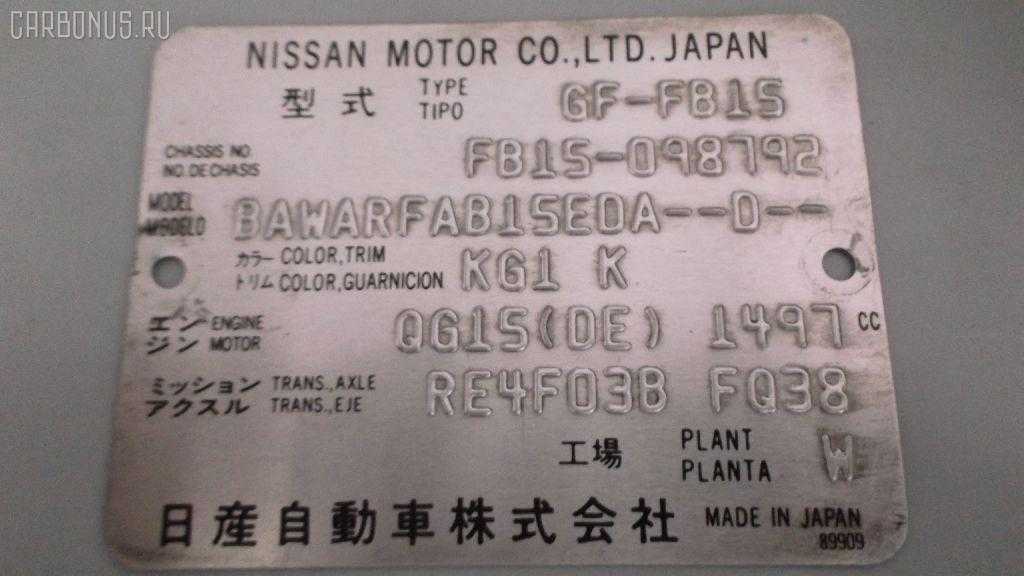 CARBONUS.RU
NISSAN MOTOR CO.,LTD. JAPAN
型式 TYPE TIPO GF-FB15
CHASSIS NO. NO. DE CHASIS FB15-098792
MODEL MODELO BAWARFAB15EDA--D--
カラー COLOR,TRIM
トリム COLOR,GUARNICION KG1 K
エン ENGINE
ジン MOTOR QG15(DE) 1497 CC
ミッション TRANS.,AXLE
アクスル TRANS.,EJE RE4F03B FQ38
工場 PLANT PLANTA W
日産自動車株式会社 MADE IN JAPAN
89909